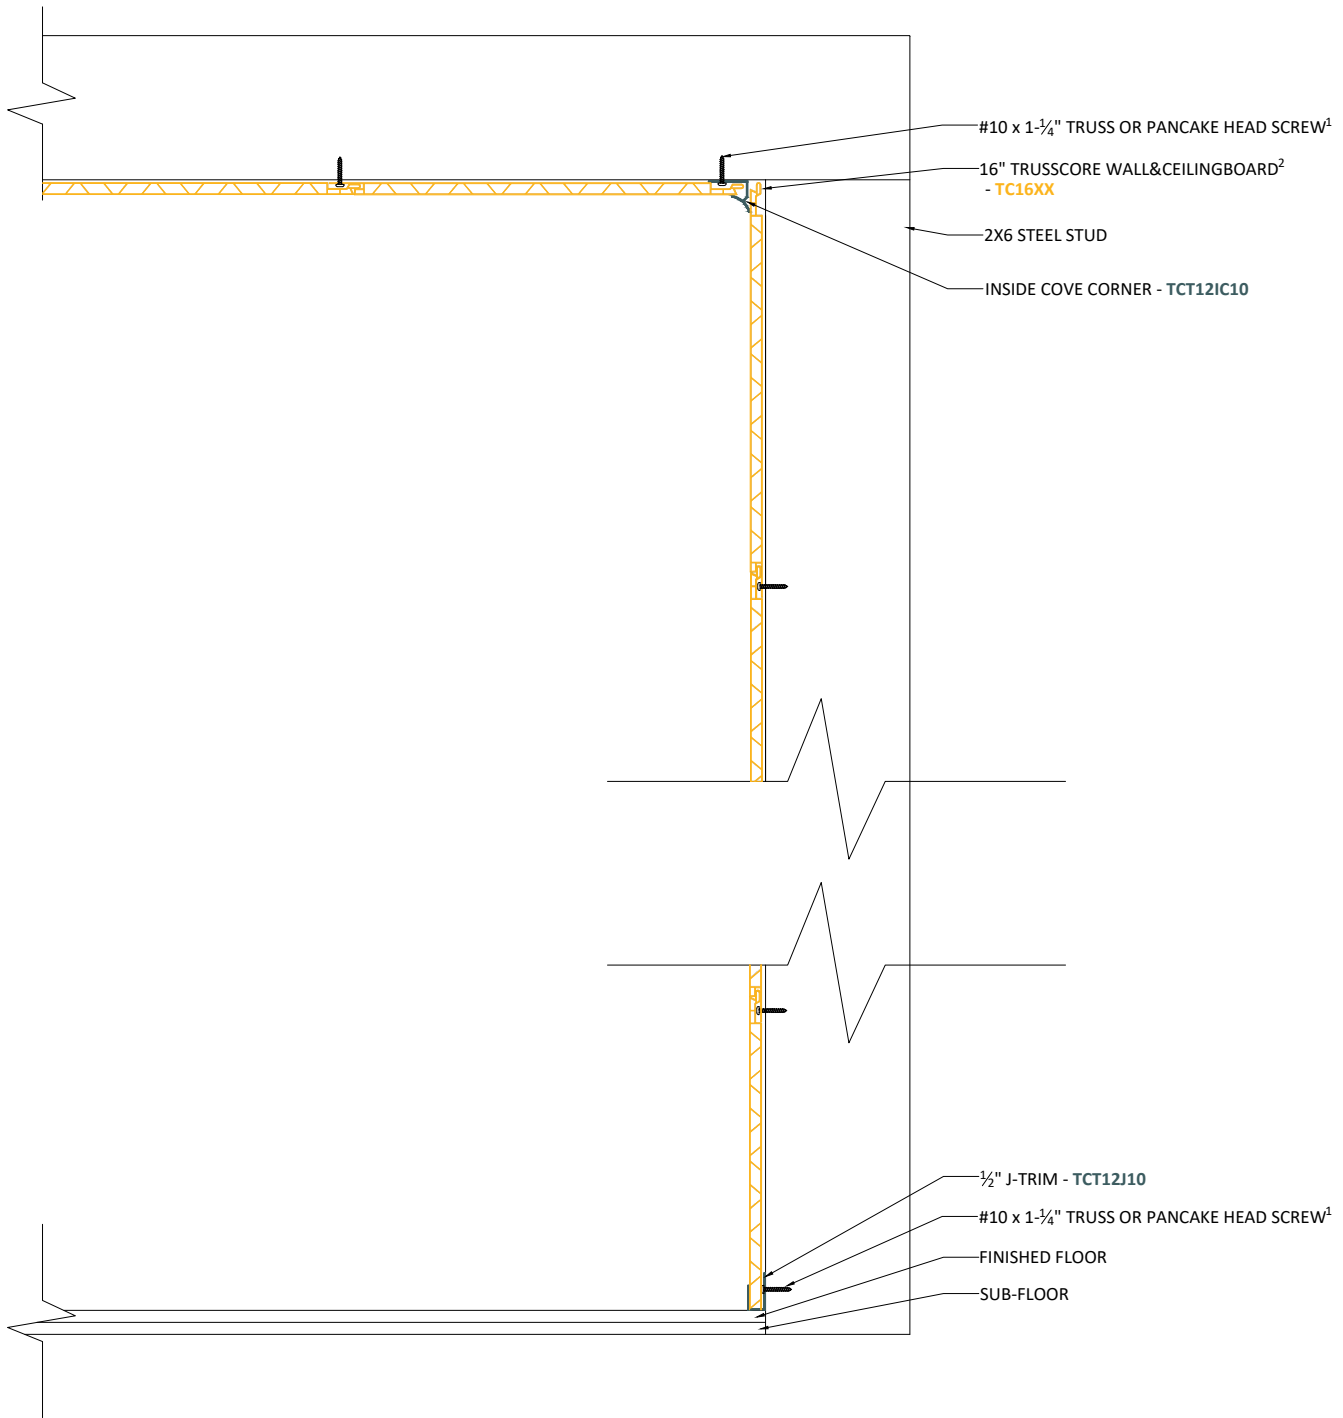 #10 x 1-¼" TRUSS OR PANCAKE HEAD SCREW¹
16" TRUSSCORE WALL&CEILINGBOARD²
- TC16XX
2X6 STEEL STUD
INSIDE COVE CORNER - TCT12IC10
½" J-TRIM - TCT12J10
#10 x 1-¼" TRUSS OR PANCAKE HEAD SCREW¹
FINISHED FLOOR
SUB-FLOOR